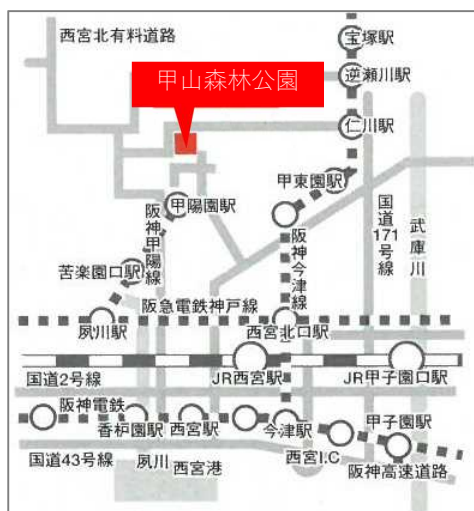 西宮北有料道路
宝塚駅
甲山森林公園
逆瀬川駅
仁川駅
甲東園駅
甲陽園駅
阪神甲陽線
国道171号線
武庫川
阪神今津線
苦楽園口駅
阪急電鉄神戸線
夙川駅
西宮北口駅
国道2号線
JR西宮駅
JR甲子園口駅
阪神電鉄
香枦園駅
西宮駅
今津駅
甲子園駅
国道43号線
夙川
西宮港
西宮I.C
阪神高速道路